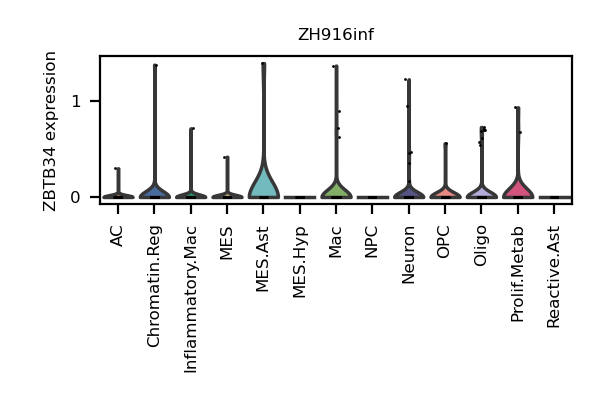 ZH916inf
ZBTB34 expression
1
0
AC
Chromatin.Reg
Inflammatory.Mac
MES
MES.Ast
MES.Hyp
Mac
NPC
Neuron
OPC
Oligo
Prolif.Metab
Reactive.Ast